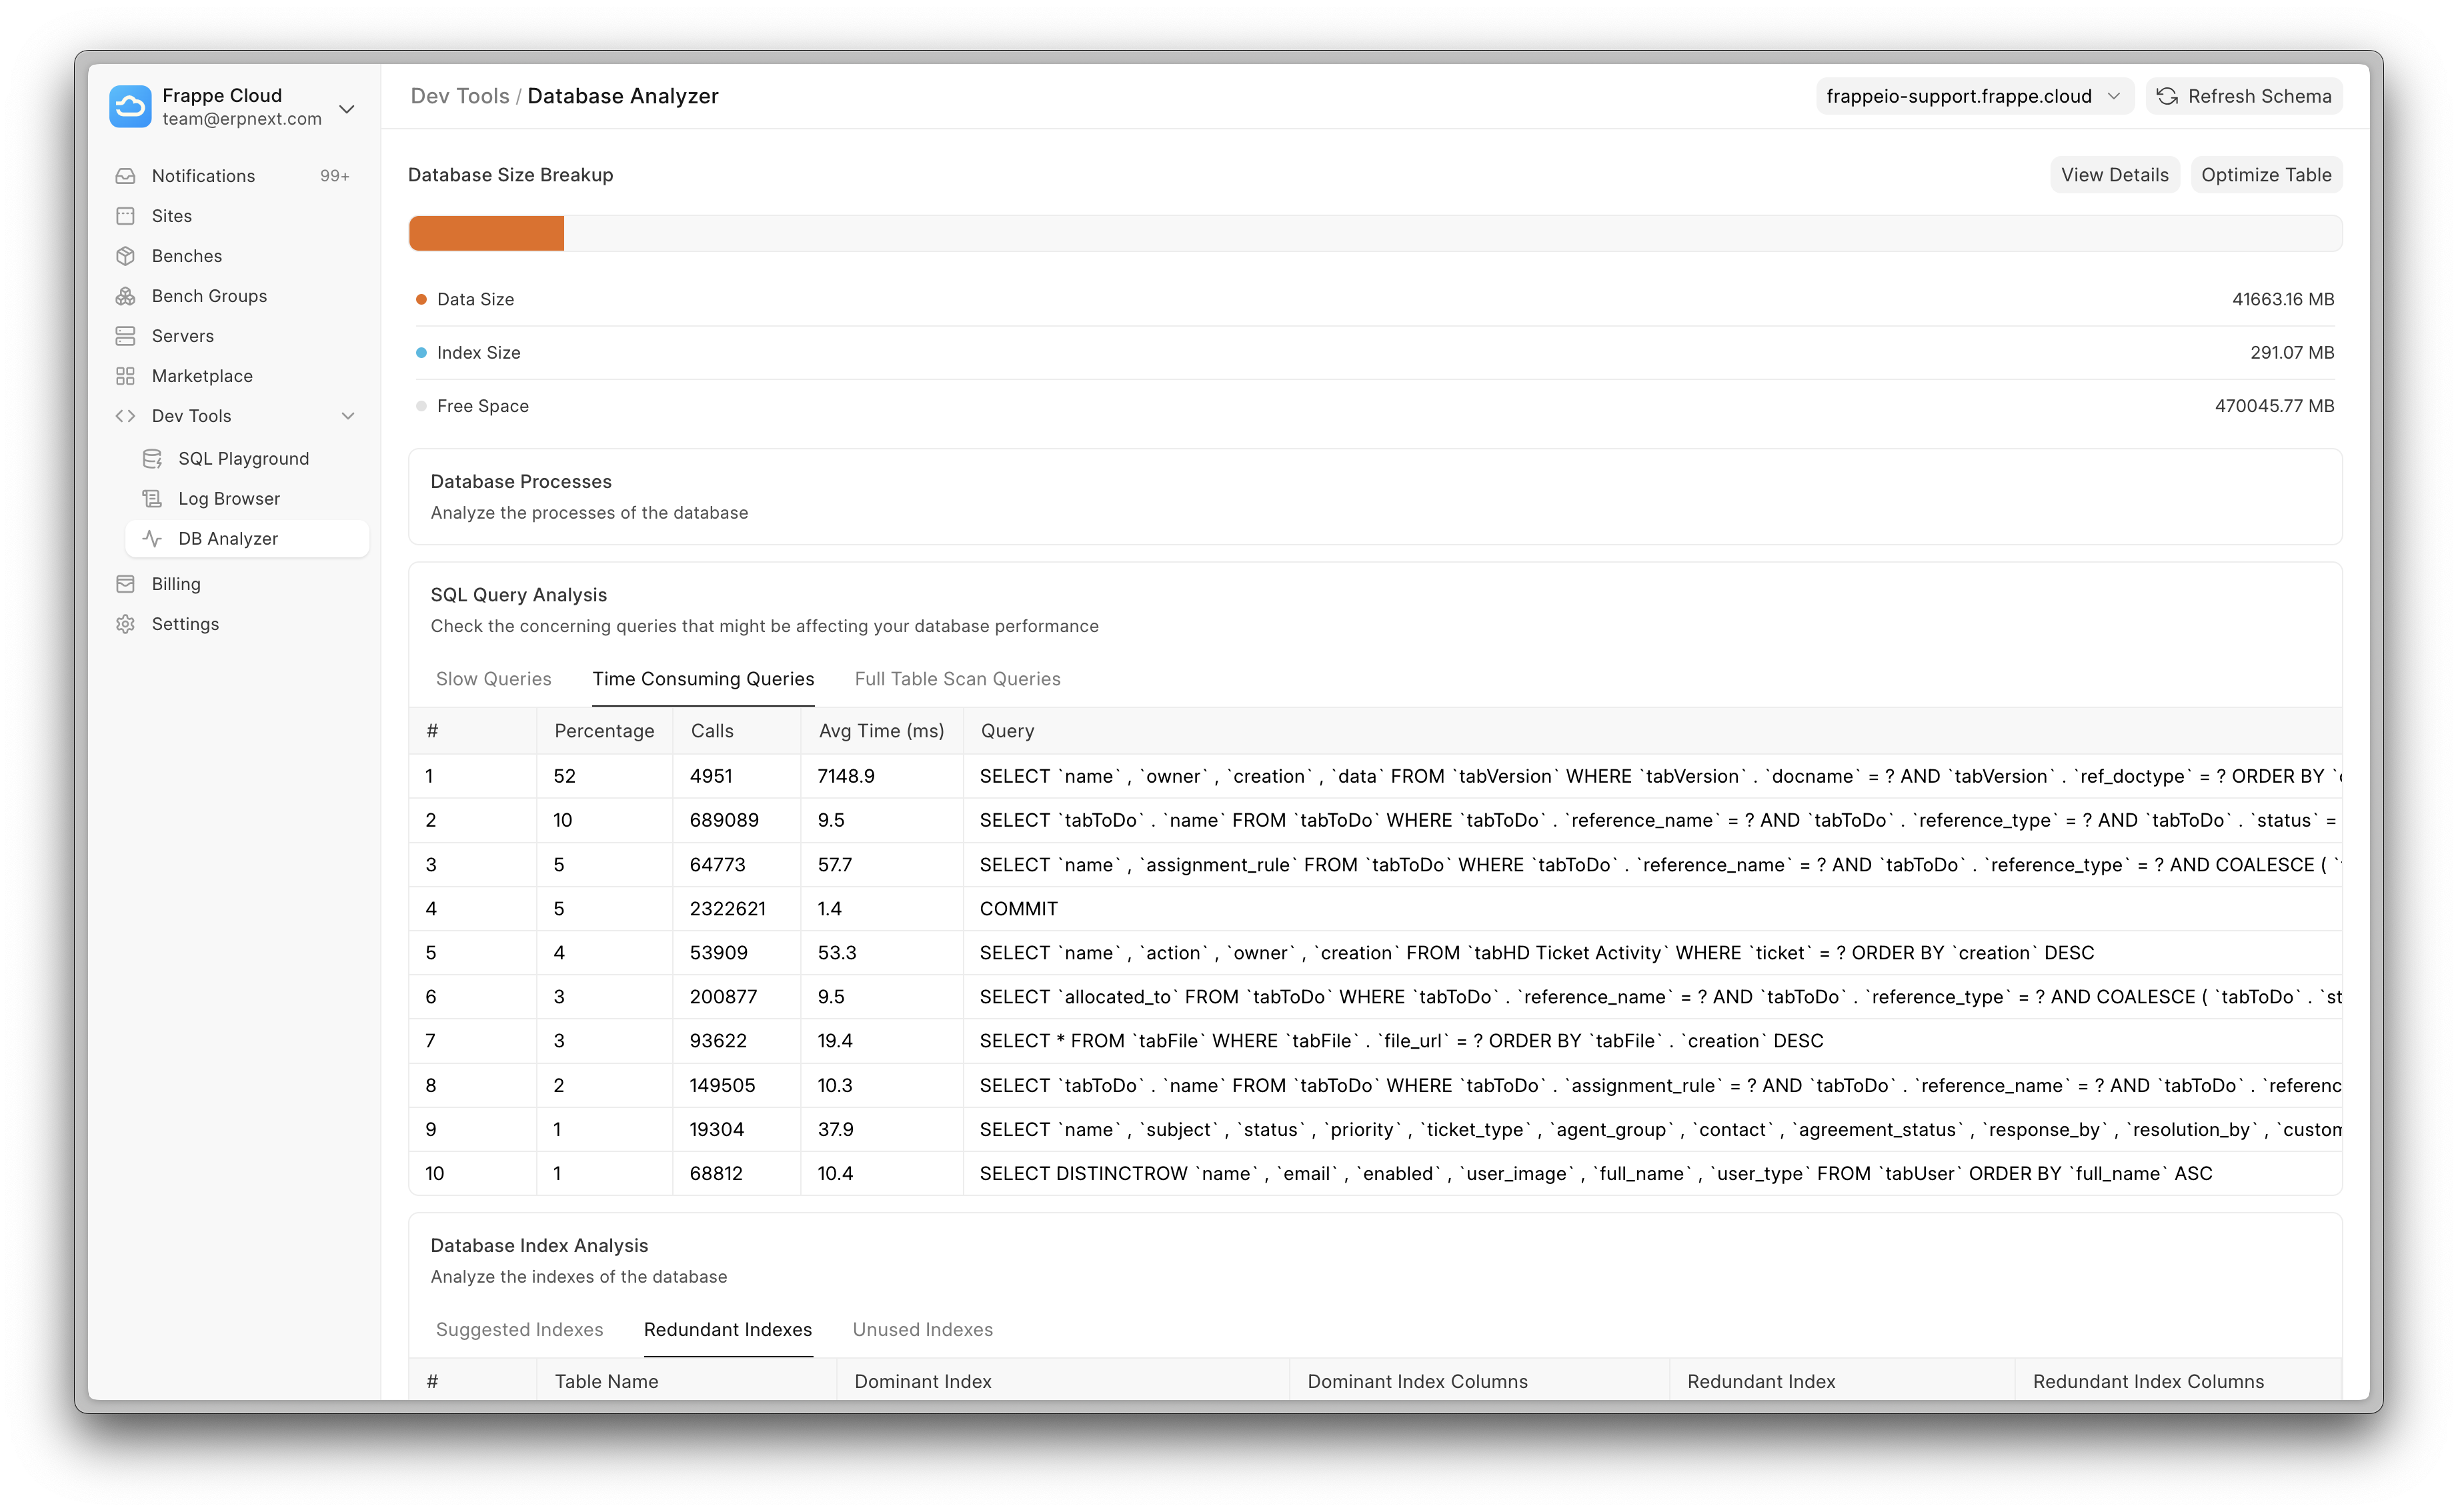 Frappe Cloud
team@erpnext.com
Notifications 99+
Sites
Benches
Bench Groups
Servers
Marketplace
Dev Tools
SQL Playground
Log Browser
DB Analyzer
Billing
Settings
Dev Tools / Database Analyzer
frappeio-support.frappe.cloud Refresh Schema
Database Size Breakup View Details Optimize Table
Data Size 41663.16 MB
Index Size 291.07 MB
Free Space 470045.77 MB
Database Processes
Analyze the processes of the database
SQL Query Analysis
Check the concerning queries that might be affecting your database performance
Slow Queries Time Consuming Queries Full Table Scan Queries
# Percentage Calls Avg Time (ms) Query
1 52 4951 7148.9 SELECT `name` , `owner` , `creation` , `data` FROM `tabVersion` WHERE `tabVersion` . `docname` = ? AND `tabVersion` . `ref_doctype` = ? ORDER BY `
2 10 689089 9.5 SELECT `tabToDo` . `name` FROM `tabToDo` WHERE `tabToDo` . `reference_name` = ? AND `tabToDo` . `reference_type` = ? AND `tabToDo` . `status` =
3 5 64773 57.7 SELECT `name` , `assignment_rule` FROM `tabToDo` WHERE `tabToDo` . `reference_name` = ? AND `tabToDo` . `reference_type` = ? AND COALESCE ( `
4 5 2322621 1.4 COMMIT
5 4 53909 53.3 SELECT `name` , `action` , `owner` , `creation` FROM `tabHD Ticket Activity` WHERE `ticket` = ? ORDER BY `creation` DESC
6 3 200877 9.5 SELECT `allocated_to` FROM `tabToDo` WHERE `tabToDo` . `reference_name` = ? AND `tabToDo` . `reference_type` = ? AND COALESCE ( `tabToDo` . `st
7 3 93622 19.4 SELECT * FROM `tabFile` WHERE `tabFile` . `file_url` = ? ORDER BY `tabFile` . `creation` DESC
8 2 149505 10.3 SELECT `tabToDo` . `name` FROM `tabToDo` WHERE `tabToDo` . `assignment_rule` = ? AND `tabToDo` . `reference_name` = ? AND `tabToDo` . `referenc
9 1 19304 37.9 SELECT `name` , `subject` , `status` , `priority` , `ticket_type` , `agent_group` , `contact` , `agreement_status` , `response_by` , `resolution_by` , `custom
10 1 68812 10.4 SELECT DISTINCTROW `name` , `email` , `enabled` , `user_image` , `full_name` , `user_type` FROM `tabUser` ORDER BY `full_name` ASC
Database Index Analysis
Analyze the indexes of the database
Suggested Indexes Redundant Indexes Unused Indexes
# Table Name Dominant Index Dominant Index Columns Redundant Index Redundant Index Columns